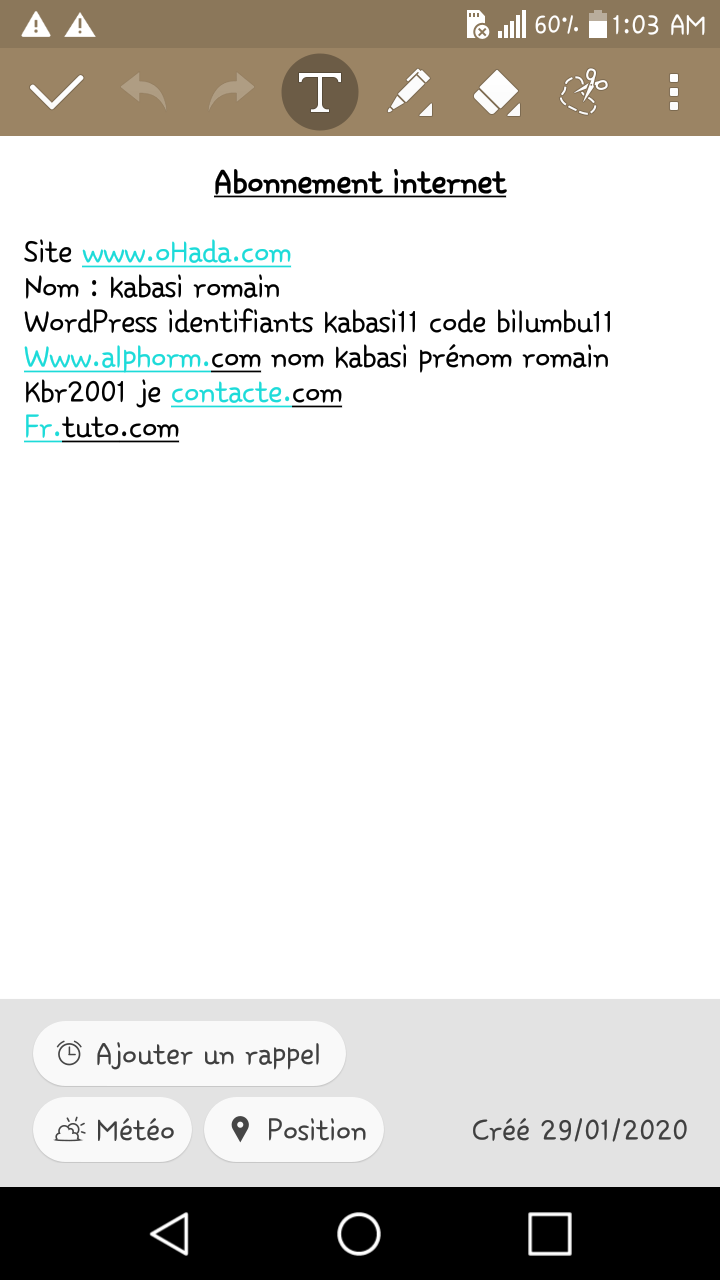 60% 1:03 AM
T
Abonnement internet
Site www.oHada.com
Nom : kabasi romain
WordPress identifiants kabasi11 code bilumbu11
Www.alphorm.com nom kabasi prénom romain
Kbr2001 je contacte.com
Fr.tuto.com
Ajouter un rappel
Météo Position Créé 29/01/2020